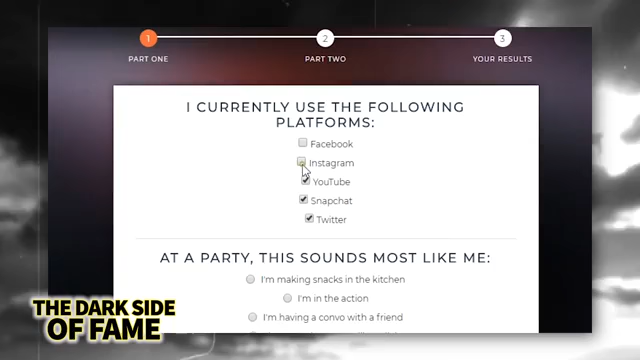 1
2
3
PART ONE
PART TWO
YOUR RESULTS
I CURRENTLY USE THE FOLLOWING
PLATFORMS:
Facebook
Instagram
YouTube
Snapchat
Twitter
AT A PARTY, THIS SOUNDS MOST LIKE ME:
I'm making snacks in the kitchen
I'm in the action
I'm having a convo with a friend
THE DARK SIDE
OF FAME